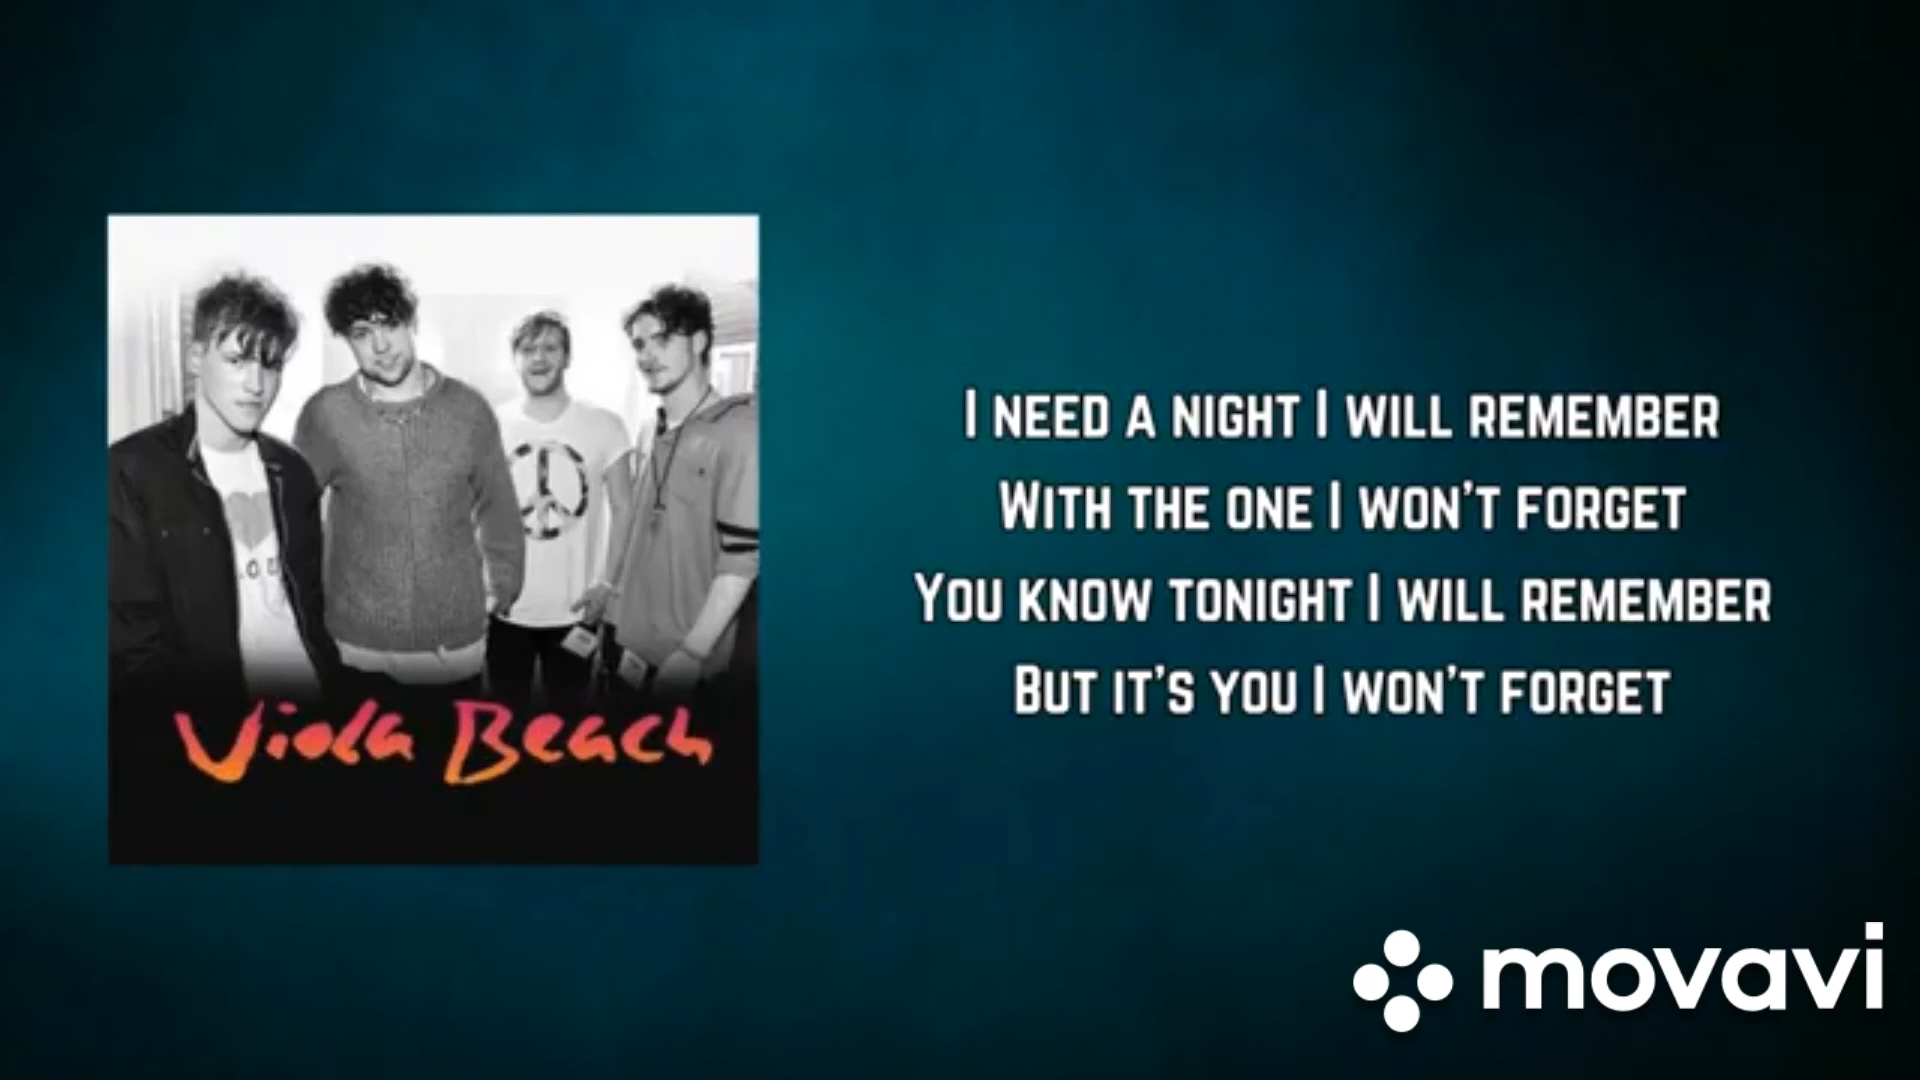 Viola Beach
I NEED A NIGHT I WILL REMEMBER
WITH THE ONE I WON'T FORGET
YOU KNOW TONIGHT I WILL REMEMBER
BUT IT'S YOU I WON'T FORGET
movavi